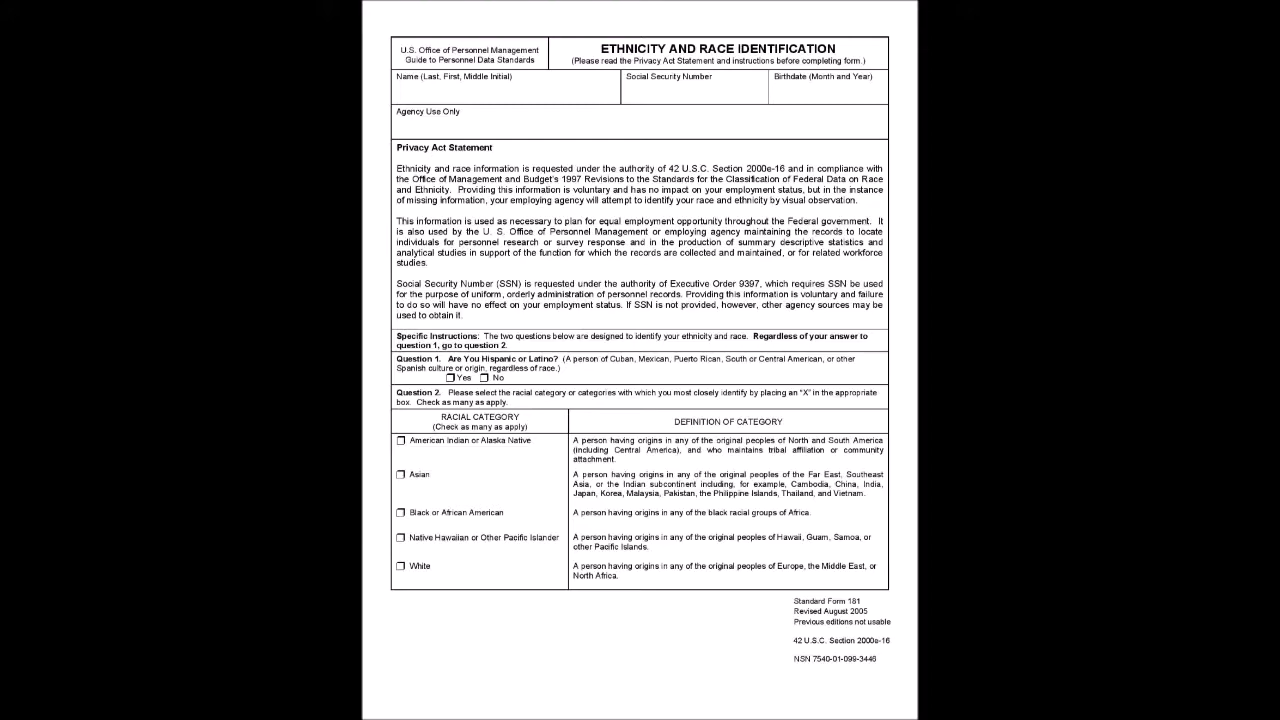 U.S. Office of Personnel Management
Guide to Personnel Data Standards
ETHNICITY AND RACE IDENTIFICATION
(Please read the Privacy Act Statement and instructions before completing form.)
Name (Last, First, Middle Initial)
Social Security Number
Birthdate (Month and Year)
Agency Use Only
Privacy Act Statement
Ethnicity and race information is requested under the authority of 42 U.S.C. Section 2000e-16 and in compliance with
the Office of Management and Budget's 1997 Revisions to the Standards for the Classification of Federal Data on Race
and Ethnicity. Providing this information is voluntary and has no impact on your employment status, but in the instance
of missing information, your employing agency will attempt to identify your race and ethnicity by visual observation.
This information is used as necessary to plan for equal employment opportunity throughout the Federal government. It
is also used by the U. S. Office of Personnel Management or employing agency maintaining the records to locate
individuals for personnel research or survey response and in the production of summary descriptive statistics and
analytical studies in support of the function for which the records are collected and maintained, or for related workforce
studies.
Social Security Number (SSN) is requested under the authority of Executive Order 9397, which requires SSN be used
for the purpose of uniform, orderly administration of personnel records. Providing this information is voluntary and failure
to do so will have no effect on your employment status. If SSN is not provided, however, other agency sources may be
used to obtain it.
Specific Instructions: The two questions below are designed to identify your ethnicity and race. Regardless of your answer to
question 1, go to question 2.
Question 1. Are You Hispanic or Latino? (A person of Cuban, Mexican, Puerto Rican, South or Central American, or other
Spanish culture or origin, regardless of race.)
Yes No
Question 2. Please select the racial category or categories with which you most closely identify by placing an "X" in the appropriate
box. Check as many as apply.
RACIAL CATEGORY
(Check as many as apply)
DEFINITION OF CATEGORY
American Indian or Alaska Native
A person having origins in any of the original peoples of North and South America
(including Central America), and who maintains tribal affiliation or community
attachment.
Asian
A person having origins in any of the original peoples of the Far East, Southeast
Asia, or the Indian subcontinent including, for example, Cambodia, China, India,
Japan, Korea, Malaysia, Pakistan, the Philippine Islands, Thailand, and Vietnam.
Black or African American
A person having origins in any of the black racial groups of Africa.
Native Hawaiian or Other Pacific Islander
A person having origins in any of the original peoples of Hawaii, Guam, Samoa, or
other Pacific Islands.
White
A person having origins in any of the original peoples of Europe, the Middle East, or
North Africa.
Standard Form 181
Revised August 2005
Previous editions not usable
42 U.S.C. Section 2000e-16
NSN 7540-01-099-3446